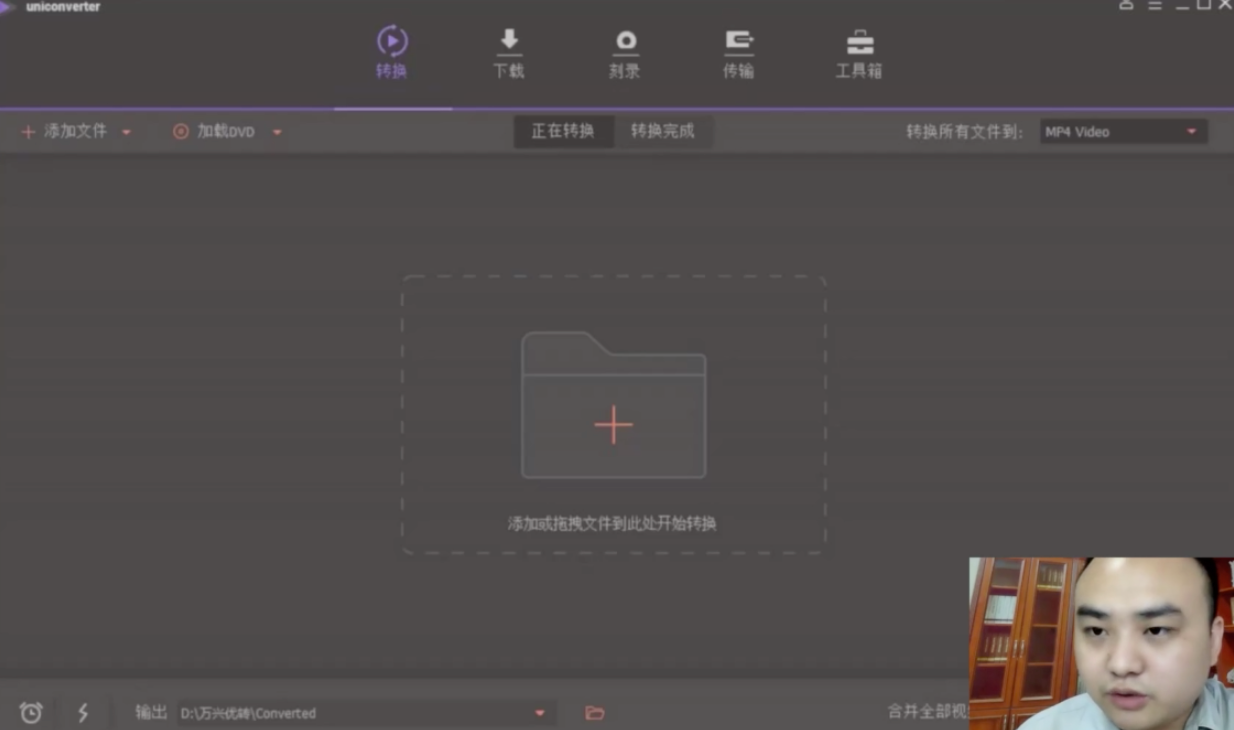 uniconverter
转换 下载 刻录 传输 工具箱
添加文件 加载DVD 正在转换 转换完成 转换所有文件到: MP4 Video
添加或拖拽文件到此处开始转换
输出 D:\万兴优转\Converted 合并全部视